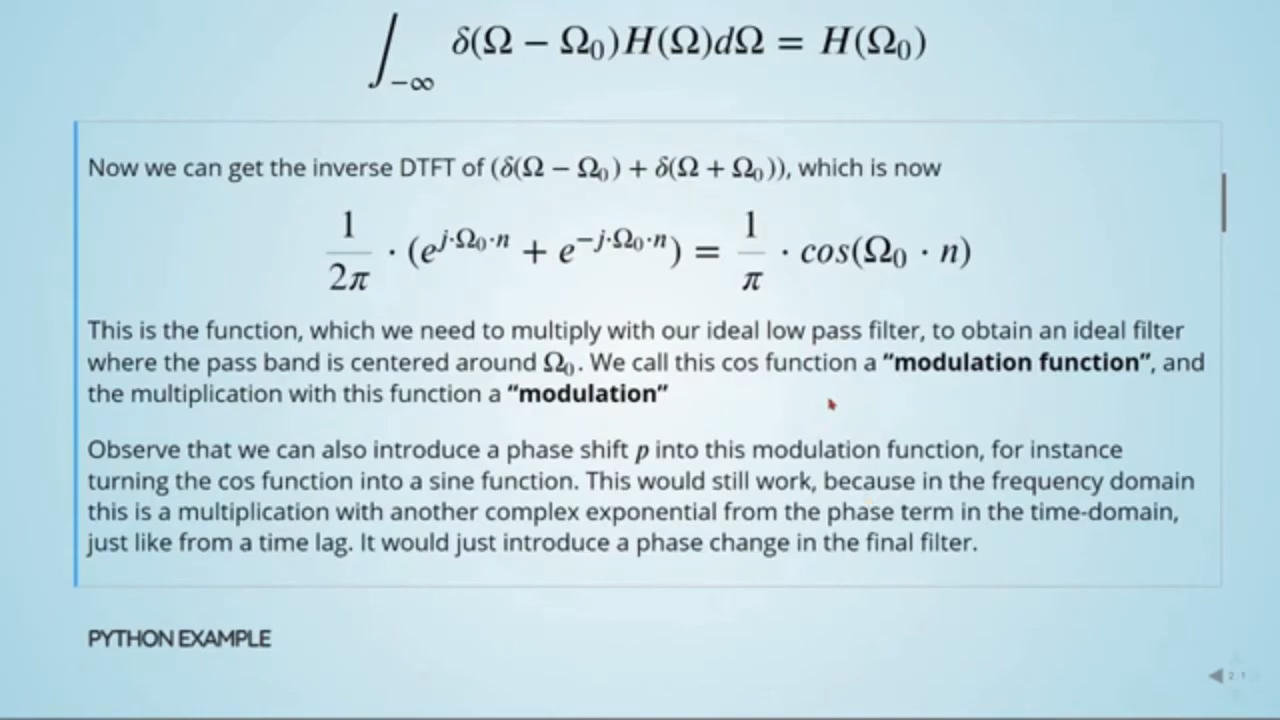 ∫_{−∞} δ(Ω − Ω₀)H(Ω)dΩ = H(Ω₀)
Now we can get the inverse DTFT of (δ(Ω − Ω₀) + δ(Ω + Ω₀)), which is now
1/2π · (e^{j·Ω₀·n} + e^{−j·Ω₀·n}) = 1/π · cos(Ω₀ · n)
This is the function, which we need to multiply with our ideal low pass filter, to obtain an ideal filter
where the pass band is centered around Ω₀. We call this cos function a “modulation function”, and
the multiplication with this function a “modulation”
Observe that we can also introduce a phase shift p into this modulation function, for instance
turning the cos function into a sine function. This would still work, because in the frequency domain
this is a multiplication with another complex exponential from the phase term in the time-domain,
just like from a time lag. It would just introduce a phase change in the final filter.
PYTHON EXAMPLE